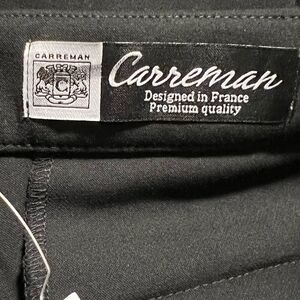 CARREMAN
C
Carreman
Designed in France
Premium quality